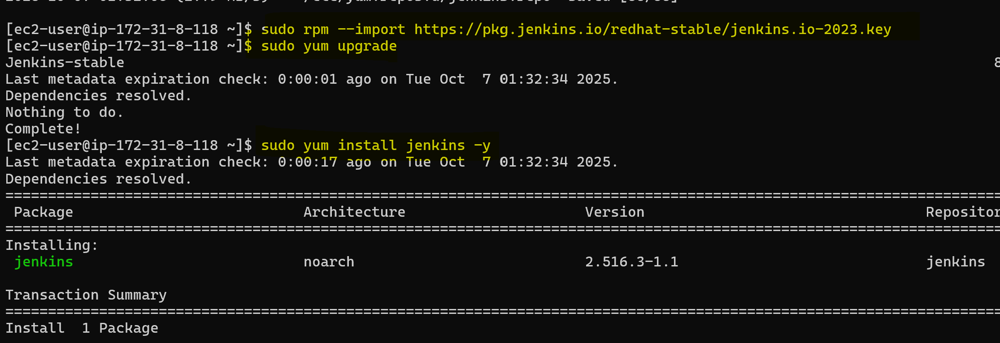 [ec2-user@ip-172-31-8-118 ~]$ sudo rpm --import https://pkg.jenkins.io/redhat-stable/jenkins.io-2023.key
[ec2-user@ip-172-31-8-118 ~]$ sudo yum upgrade
Jenkins-stable 8
Last metadata expiration check: 0:00:01 ago on Tue Oct  7 01:32:34 2025.
Dependencies resolved.
Nothing to do.
Complete!
[ec2-user@ip-172-31-8-118 ~]$ sudo yum install jenkins -y
Last metadata expiration check: 0:00:17 ago on Tue Oct  7 01:32:34 2025.
Dependencies resolved.
=====================================================================================================================
Package Architecture Version Repositor
=====================================================================================================================
Installing:
jenkins noarch 2.516.3-1.1 jenkins
Transaction Summary
=====================================================================================================================
Install  1 Package